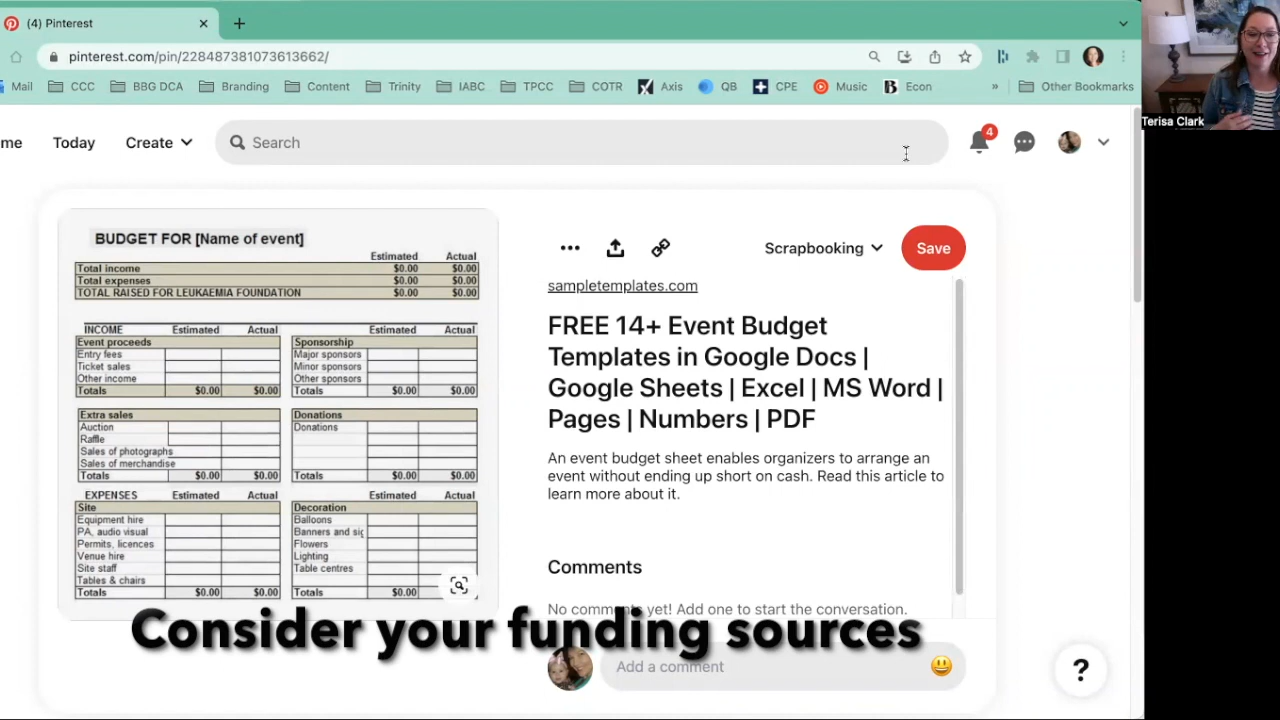 (4) Pinterest
pinterest.com/pin/228487381073613662/
Mail CCC BBG DCA Branding Content Trinity IABC TPCC COTR Axis QB CPE Music Econ » Other Bookmarks
Terisa Clark
me Today Create Search 4
BUDGET FOR [Name of event]
Estimated Actual
Total income $0.00 $0.00
Total expenses $0.00 $0.00
TOTAL RAISED FOR LEUKAEMIA FOUNDATION $0.00 $0.00
INCOME Estimated Actual Estimated Actual
Event proceeds Sponsorship
Entry fees Major sponsors
Ticket sales Minor sponsors
Other income Other sponsors
Totals $0.00 $0.00 Totals $0.00 $0.00
Extra sales Donations
Auction Donations
Raffle
Sales of photographs
Sales of merchandise
Totals $0.00 $0.00 Totals $0.00 $0.00
EXPENSES Estimated Actual Estimated Actual
Site Decoration
Equipment hire Balloons
PA, audio visual Banners and sig
Permits, licences Flowers
Venue hire Lighting
Site staff Table centres
Tables & chairs
Totals $0.00 $0.00 Totals $0.00 $0.00
Scrapbooking Save
sampletemplates.com
FREE 14+ Event Budget
Templates in Google Docs |
Google Sheets | Excel | MS Word |
Pages | Numbers | PDF
An event budget sheet enables organizers to arrange an
event without ending up short on cash. Read this article to
learn more about it.
Comments
No comments yet! Add one to start the conversation.
Consider your funding sources
Add a comment
?